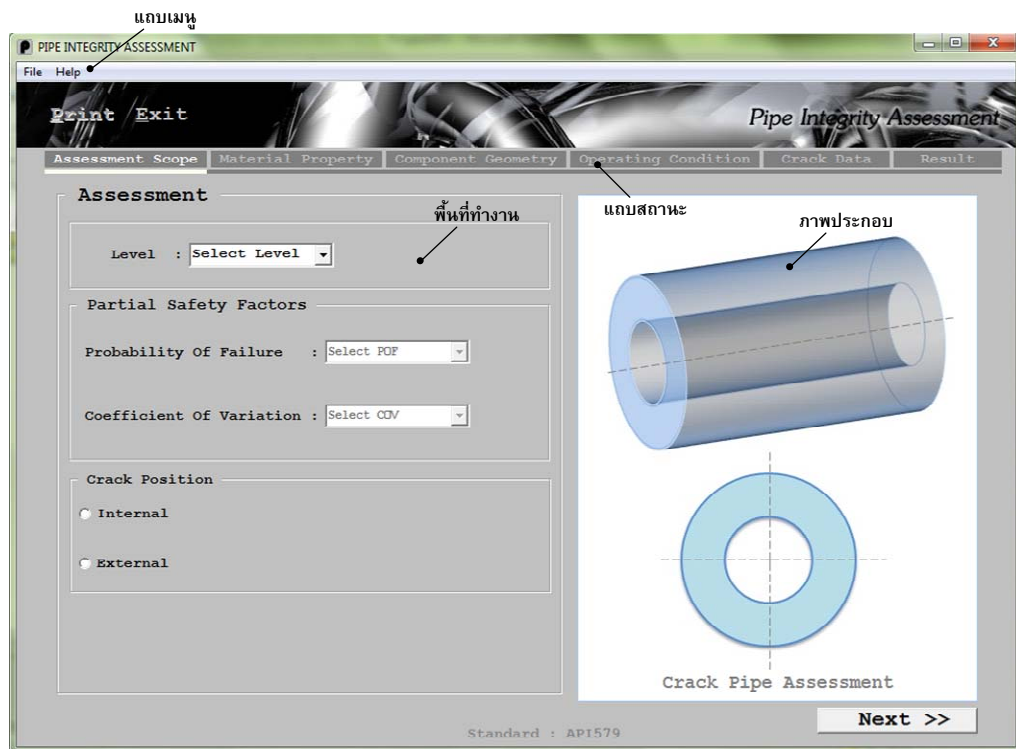 แถบเมนู
PIPE INTEGRITY ASSESSMENT
File Help
Print Exit
Pipe Integrity Assessment
Assessment Scope Material Property Component Geometry Operating Condition Crack Data Result
Assessment
พื้นที่ทำงาน
แถบสถานะ
ภาพประกอบ
Level : Select Level
Partial Safety Factors
Probability Of Failure : Select POF
Coefficient Of Variation : Select COV
Crack Position
Internal
External
Crack Pipe Assessment
Next >>
Standard : API579